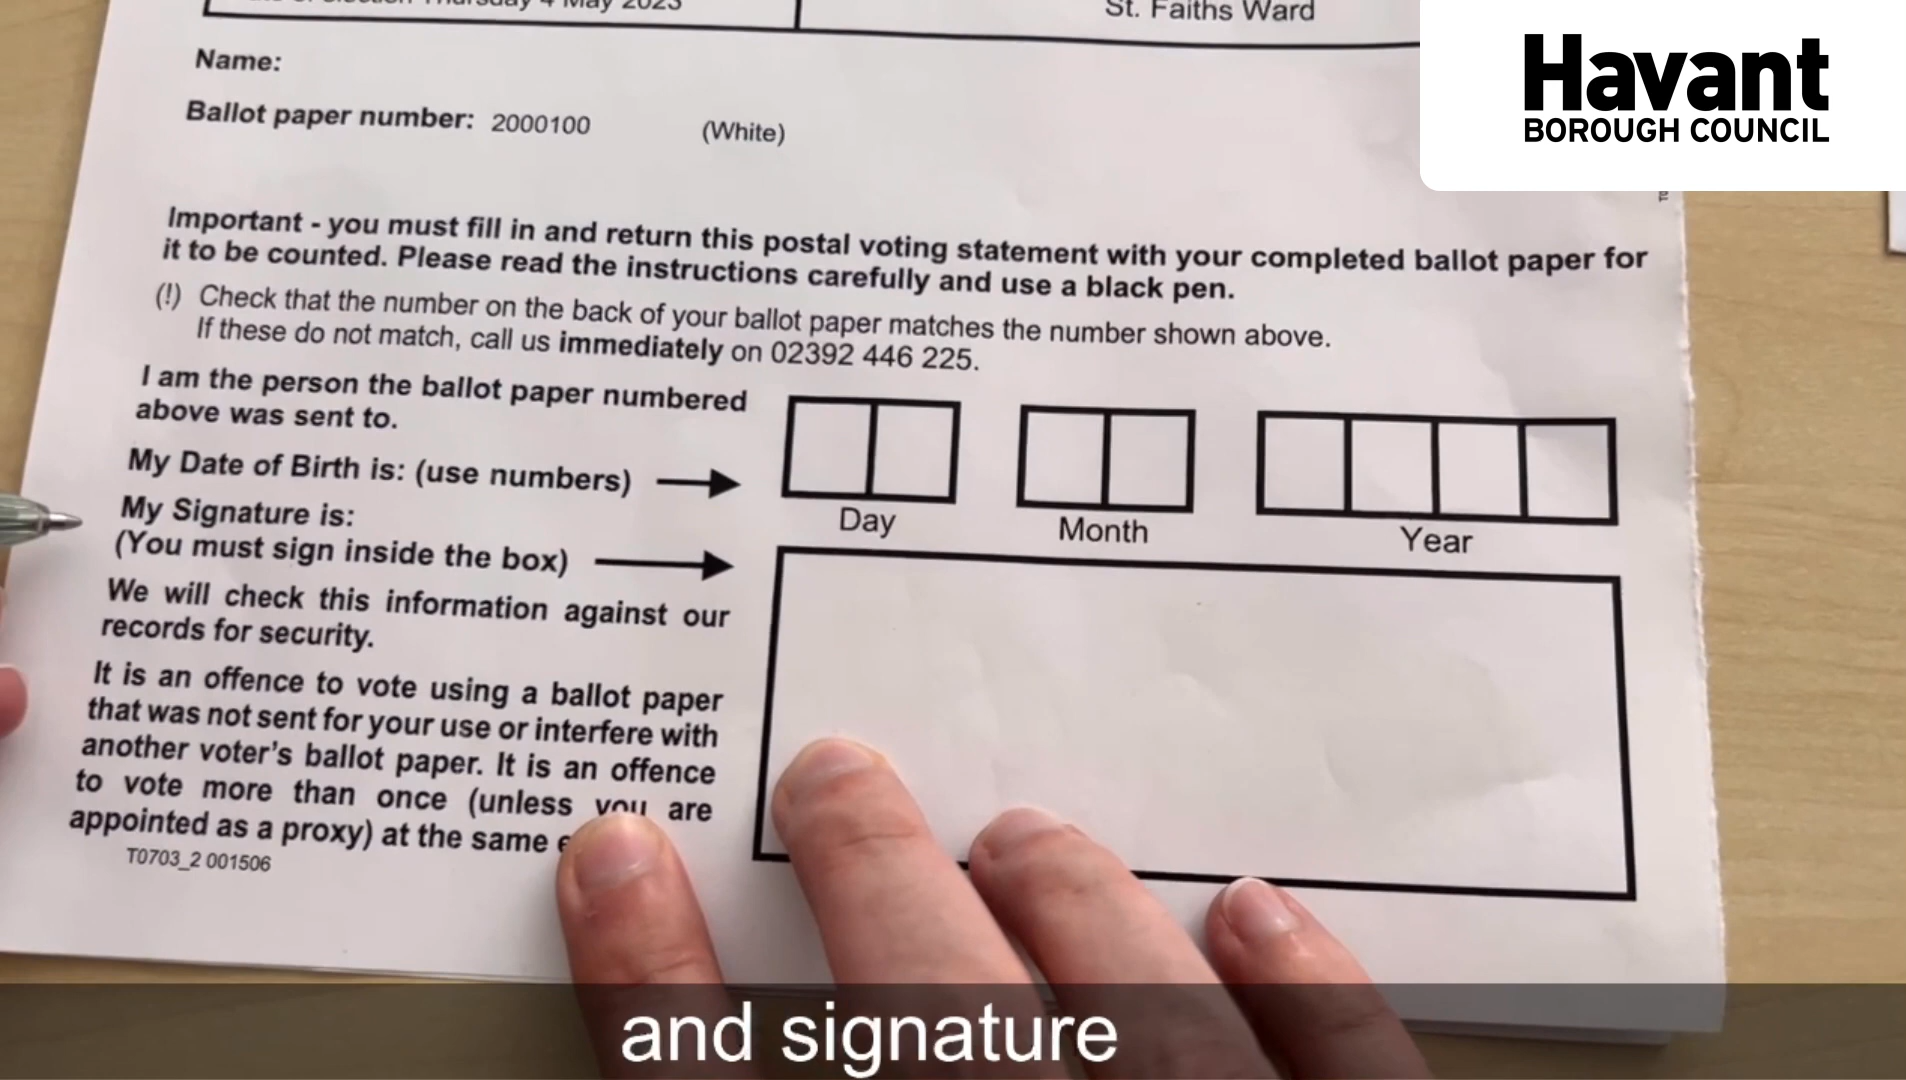 Election Thursday 4 May 2023
St. Faiths Ward
Havant
BOROUGH COUNCIL
Name:
Ballot paper number: 2000100 (White)
Important - you must fill in and return this postal voting statement with your completed ballot paper for
it to be counted. Please read the instructions carefully and use a black pen.
(!) Check that the number on the back of your ballot paper matches the number shown above.
If these do not match, call us immediately on 02392 446 225.
I am the person the ballot paper numbered
above was sent to.
My Date of Birth is: (use numbers)
Day Month Year
My Signature is:
(You must sign inside the box)
We will check this information against our
records for security.
It is an offence to vote using a ballot paper
that was not sent for your use or interfere with
another voter's ballot paper. It is an offence
to vote more than once (unless you are
appointed as a proxy) at the same
T0703_2 001506
and signature